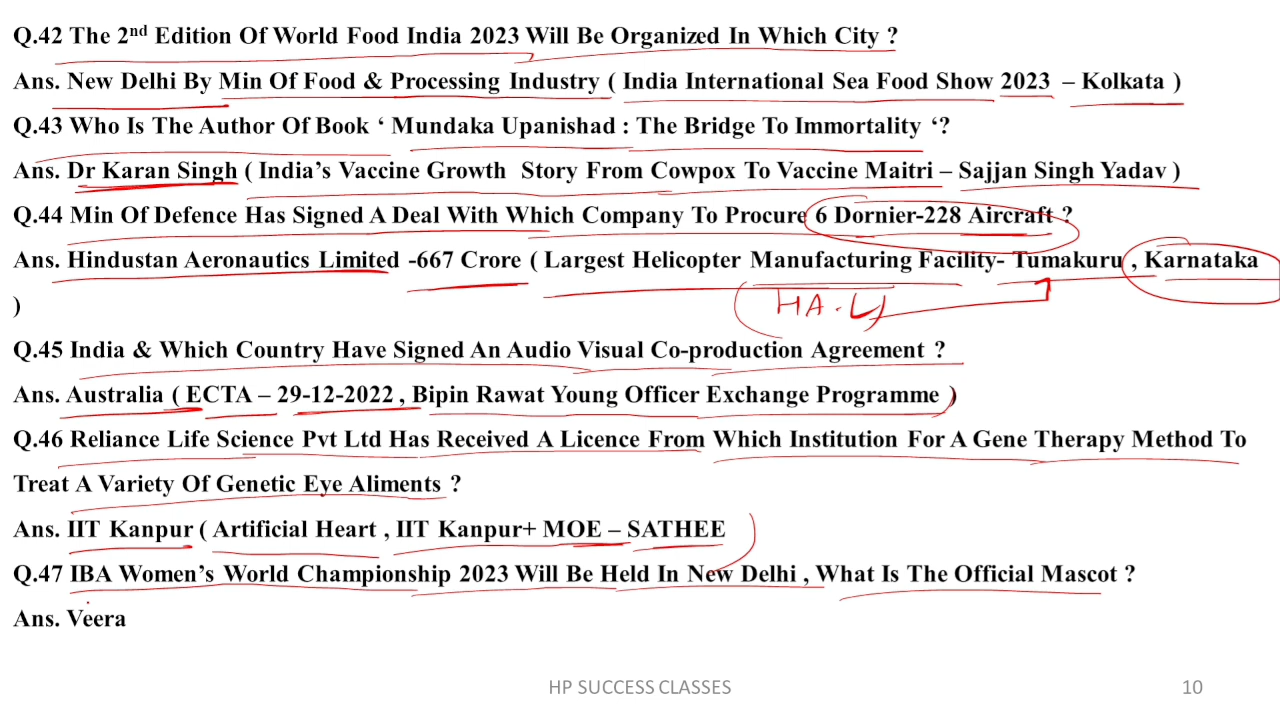 Q.42 The 2nd Edition Of World Food India 2023 Will Be Organized In Which City ?
Ans. New Delhi By Min Of Food & Processing Industry ( India International Sea Food Show 2023 – Kolkata )
Q.43 Who Is The Author Of Book ‘ Mundaka Upanishad : The Bridge To Immortality ‘?
Ans. Dr Karan Singh ( India’s Vaccine Growth Story From Cowpox To Vaccine Maitri – Sajjan Singh Yadav )
Q.44 Min Of Defence Has Signed A Deal With Which Company To Procure 6 Dornier-228 Aircraft ?
Ans. Hindustan Aeronautics Limited -667 Crore ( Largest Helicopter Manufacturing Facility- Tumakuru , Karnataka
)
HA.L
Q.45 India & Which Country Have Signed An Audio Visual Co-production Agreement ?
Ans. Australia ( ECTA – 29-12-2022 , Bipin Rawat Young Officer Exchange Programme )
Q.46 Reliance Life Science Pvt Ltd Has Received A Licence From Which Institution For A Gene Therapy Method To
Treat A Variety Of Genetic Eye Aliments ?
Ans. IIT Kanpur ( Artificial Heart , IIT Kanpur+ MOE – SATHEE
Q.47 IBA Women’s World Championship 2023 Will Be Held In New Delhi , What Is The Official Mascot ?
Ans. Veera
HP SUCCESS CLASSES
10